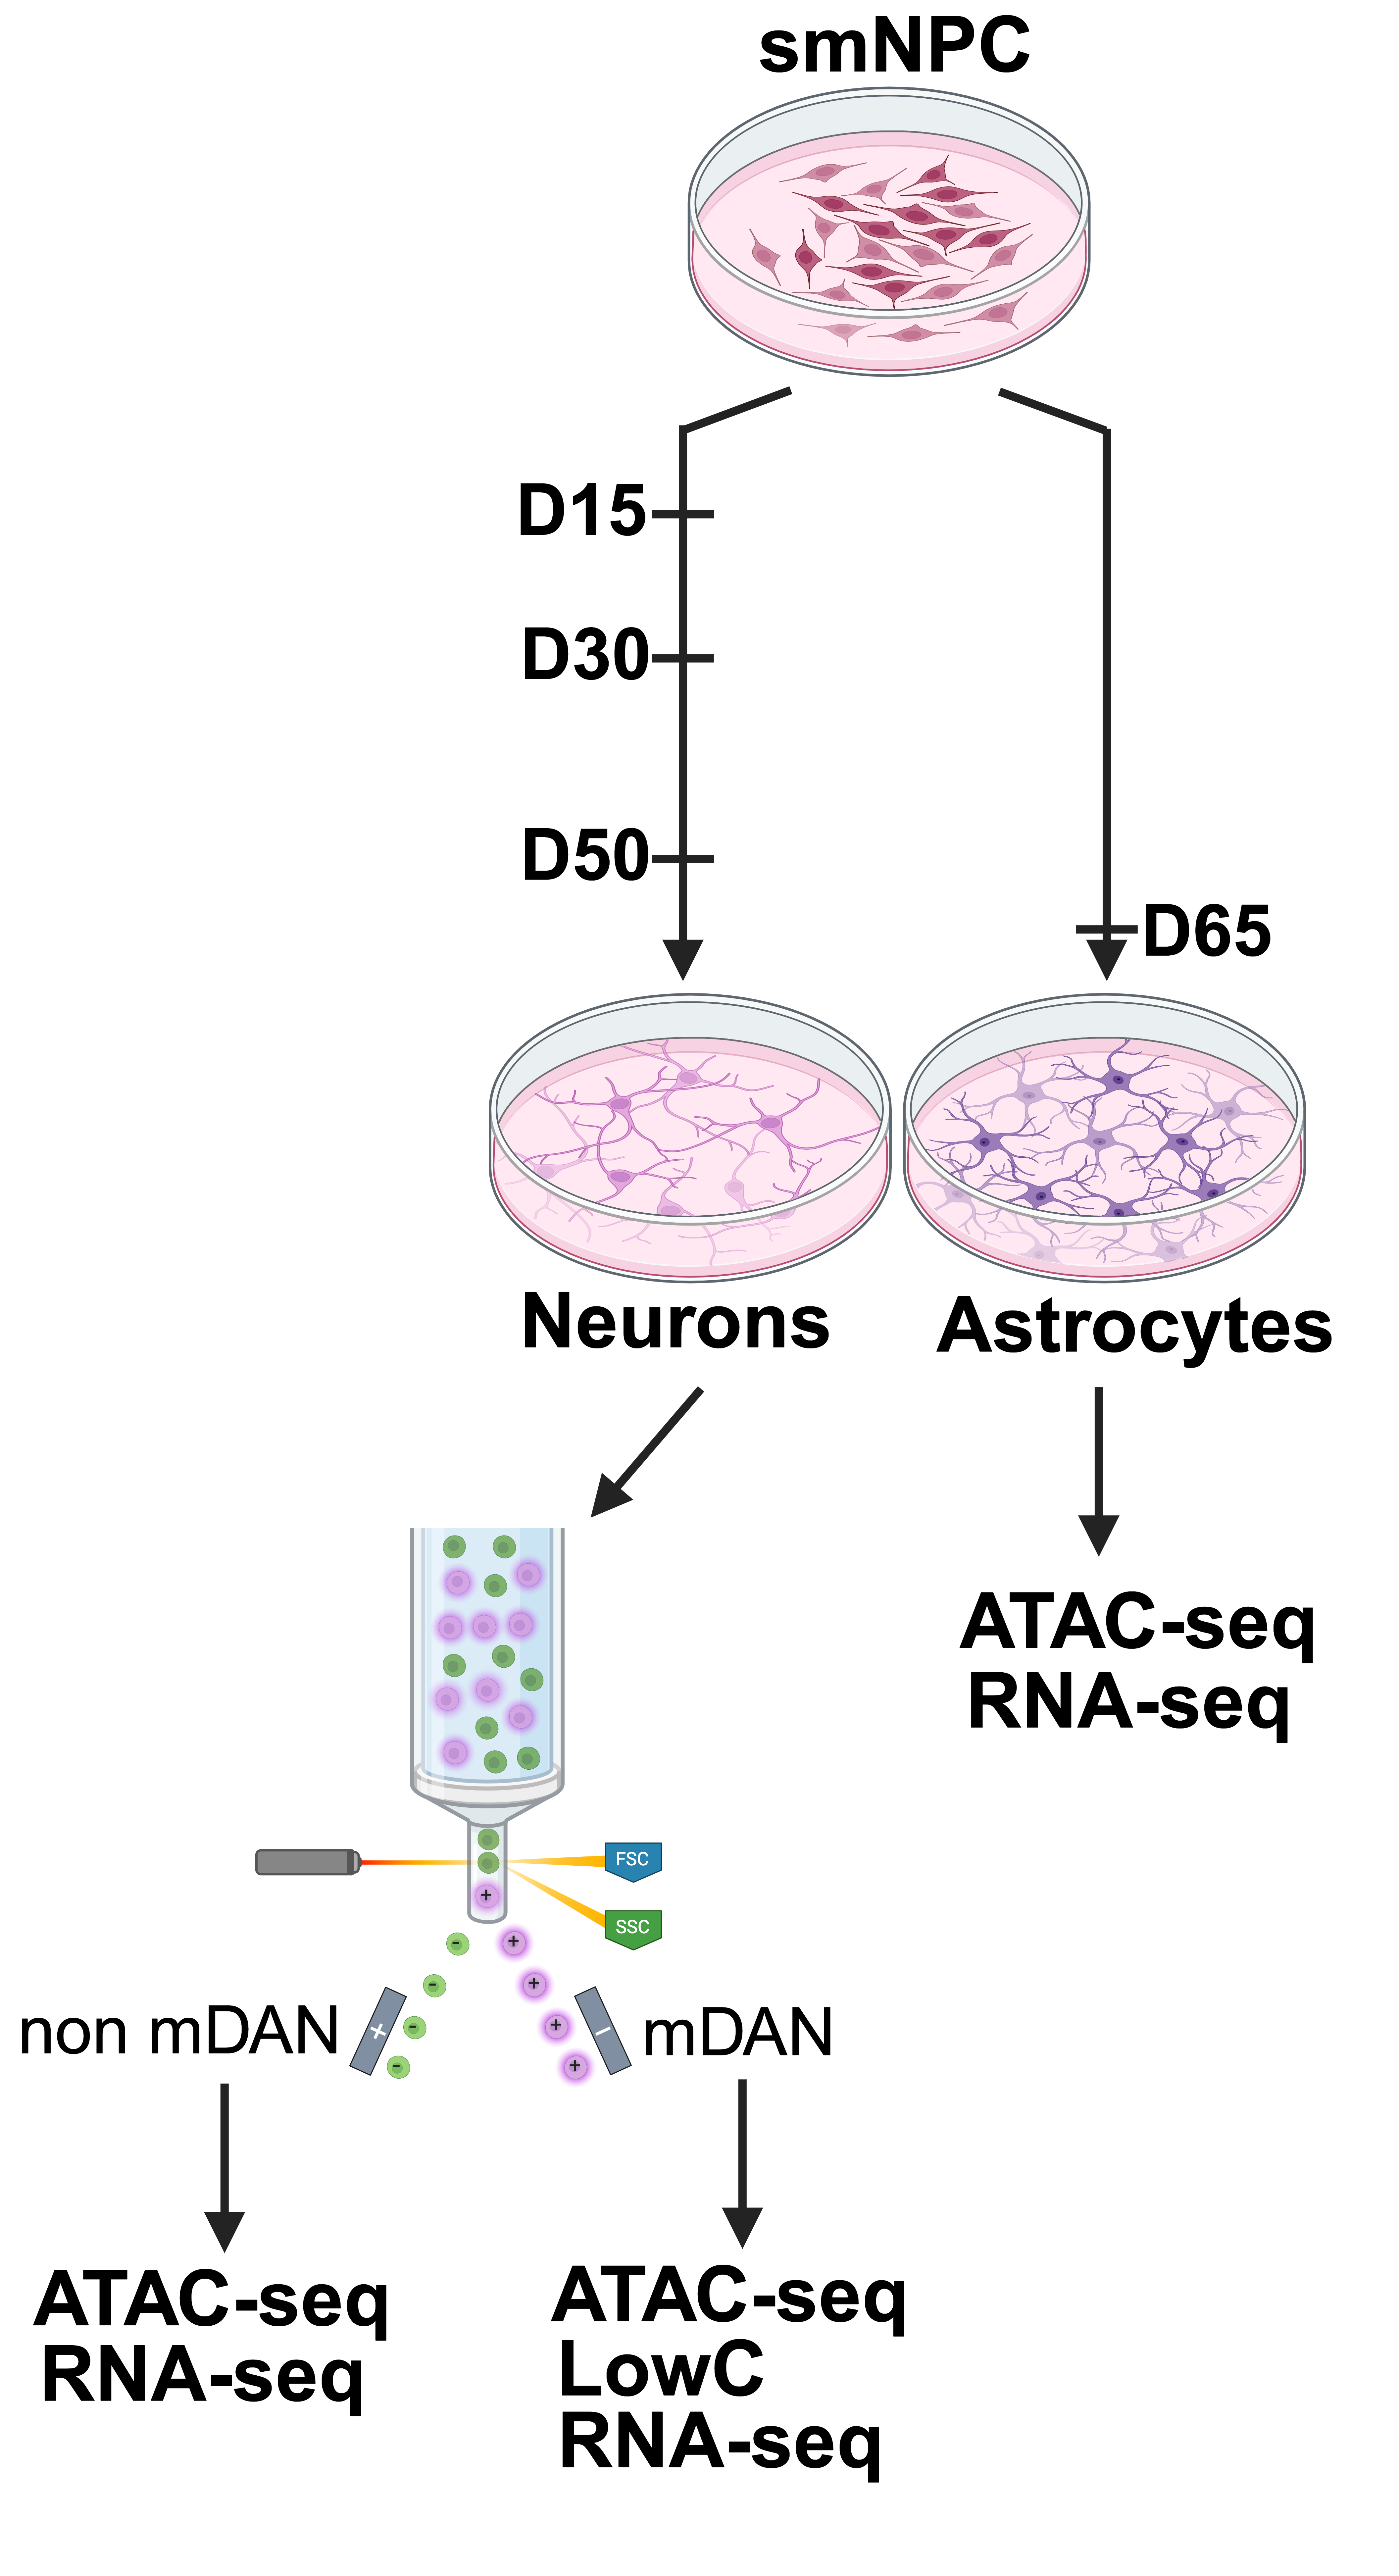 smNPC
D15
D30
D50
D65
Neurons
Astrocytes
ATAC-seq
RNA-seq
FSC
SSC
non mDAN
mDAN
ATAC-seq
RNA-seq
ATAC-seq
LowC
RNA-seq